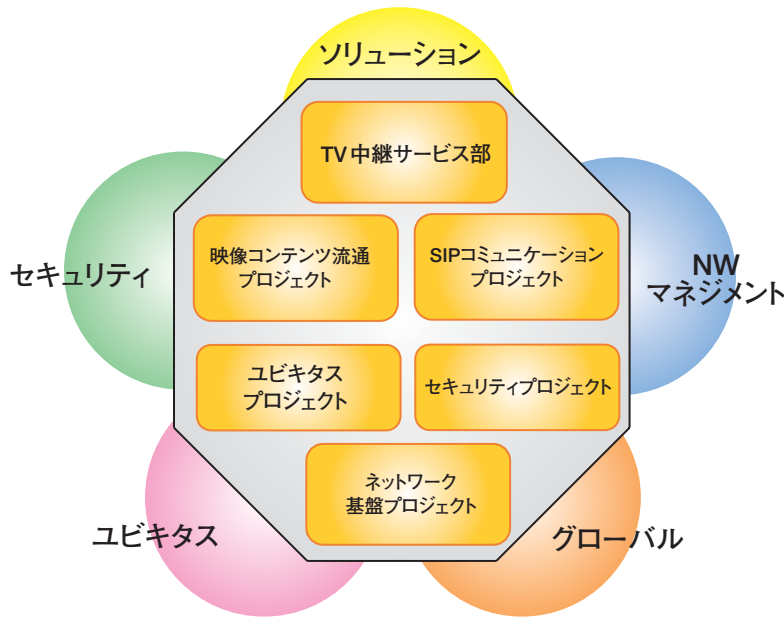 ソリューション
TV中継サービス部
映像コンテンツ流通
プロジェクト
SIPコミュニケーション
プロジェクト
セキュリティ
NW
マネジメント
ユビキタス
プロジェクト
セキュリティプロジェクト
ネットワーク
基盤プロジェクト
ユビキタス
グローバル